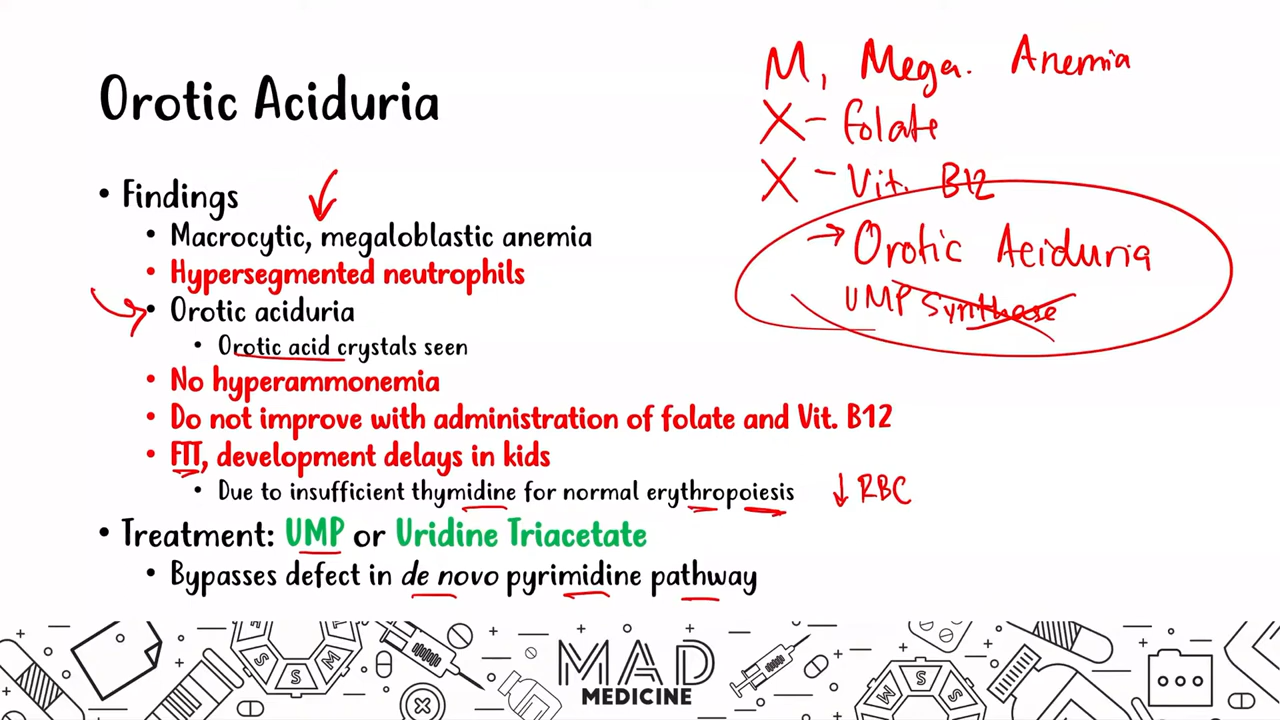 Orotic Aciduria
• Findings
• Macrocytic, megaloblastic anemia
• Hypersegmented neutrophils
• Orotic aciduria
• Orotic acid crystals seen
• No hyperammonemia
• Do not improve with administration of folate and Vit. B12
• FTT, development delays in kids
• Due to insufficient thymidine for normal erythropoiesis
↓ RBC
• Treatment: UMP or Uridine Triacetate
• Bypasses defect in de novo pyrimidine pathway
M, Mega. Anemia
X - Folate
X - Vit. B12
→ Orotic Aciduria
UMP Synthase
MAD
MEDICINE
S
S
M
M
S
S